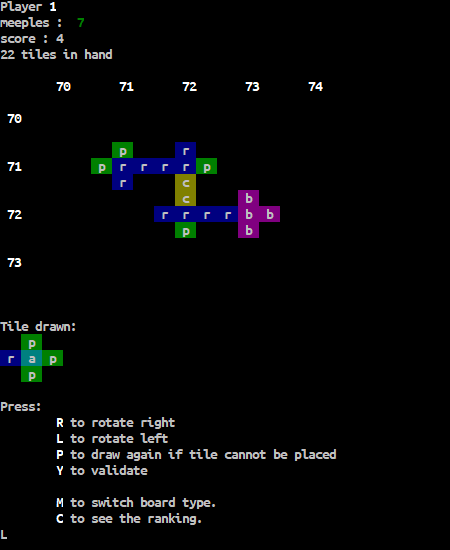 Player 1
meeples :  7
score : 4
22 tiles in hand
70 71 72 73 74
70
p r
71 p r r r r p
r c
c b
72 r r r r b b
p b
73
Tile drawn:
p
r a p
p
Press:
R to rotate right
L to rotate left
P to draw again if tile cannot be placed
Y to validate
M to switch board type.
C to see the ranking.
L